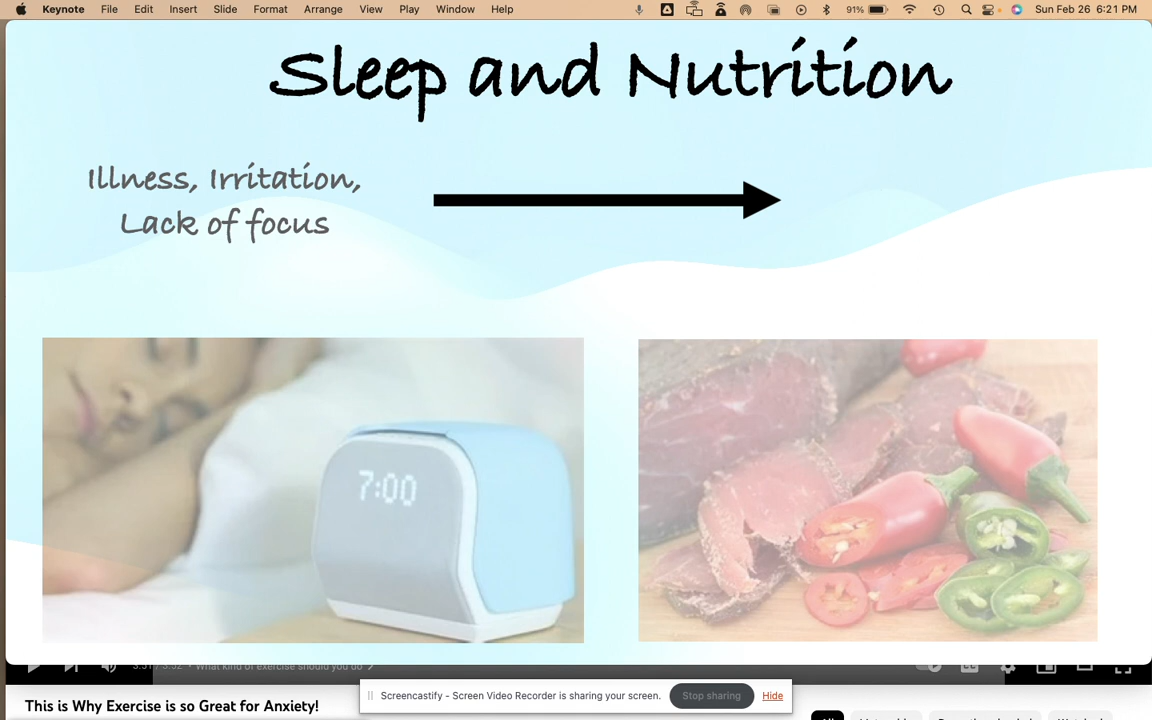 Keynote File Edit Insert Slide Format Arrange View Play Window Help 91% Sun Feb 26 6:21 PM
Sleep and Nutrition
Illness, Irritation,
Lack of focus
7:00
What kind of exercise should you do
Screencastify - Screen Video Recorder is sharing your screen. Stop sharing Hide
This is Why Exercise is so Great for Anxiety!